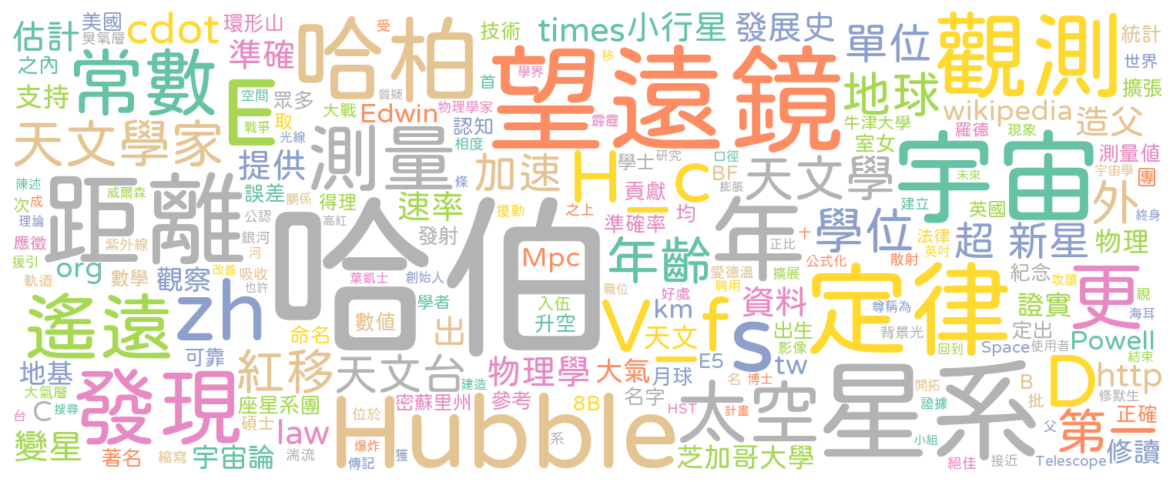 美國
臭氧層
估計
cdot
環形山
受
技術
times
小行星
發展史
單位
觀測
統計
世界
擴張
之內
準確
哈柏
望遠鏡
學界
移
常數
支持
E
空間
戰爭
眾多
取
大戰
光線
質疑
Edwin
物理學家
首
霹靂
認知
相度
地球
牛津大學
室女
羅德
現象
wikipedia
造父
測量值
天文學家
提供
測量
加速
H_c
學士
研究
口徑
BF
貢獻
膨脹
天文學
宇宙
未來
宇宙學
團
陳述
次
成
理論
威爾森
距離
誤差
關係
得理
條
速率
擾動
之上
準確率
均
年
學位
建立
英國
外
終身
應徵
援引
紫外線
公認
銀河
河
高紅
哈伯
發射
Mpc
年齡
正比
十
公式化
法律
英吋
散射
超
新星
物理
軌道
org
數學
觀察
改善
吸收
也許
葉凱士
創始人
學者
入伍
升空
好處
職位
愛德溫
聘用
擴展
資料
尊稱為
定律
紀念
攻讀
證實
更
視
海耳
遙遠
zh
命名
數值
出
V_f
天文
km
s
出生
影像
背景光
定出
回到
Space
使用者
Powell
結束
地基
可靠
紅移
天文台
建造
物理學
大氣
月球
E5
tw
名
博士
開拓
B
批
D
http
修默生
大氣層
台
搜尋
C
發現
座星系團
碩士
位於
密蘇里州
參考
8B
名字
HST
計畫
太空
證據
星系
父
第一
正確
變星
著名
縮寫
宇宙論
湍流
law
爆炸
傳記
獲
Hubble
系
芝加哥大學
小組
絕佳
接近
Telescope
修讀